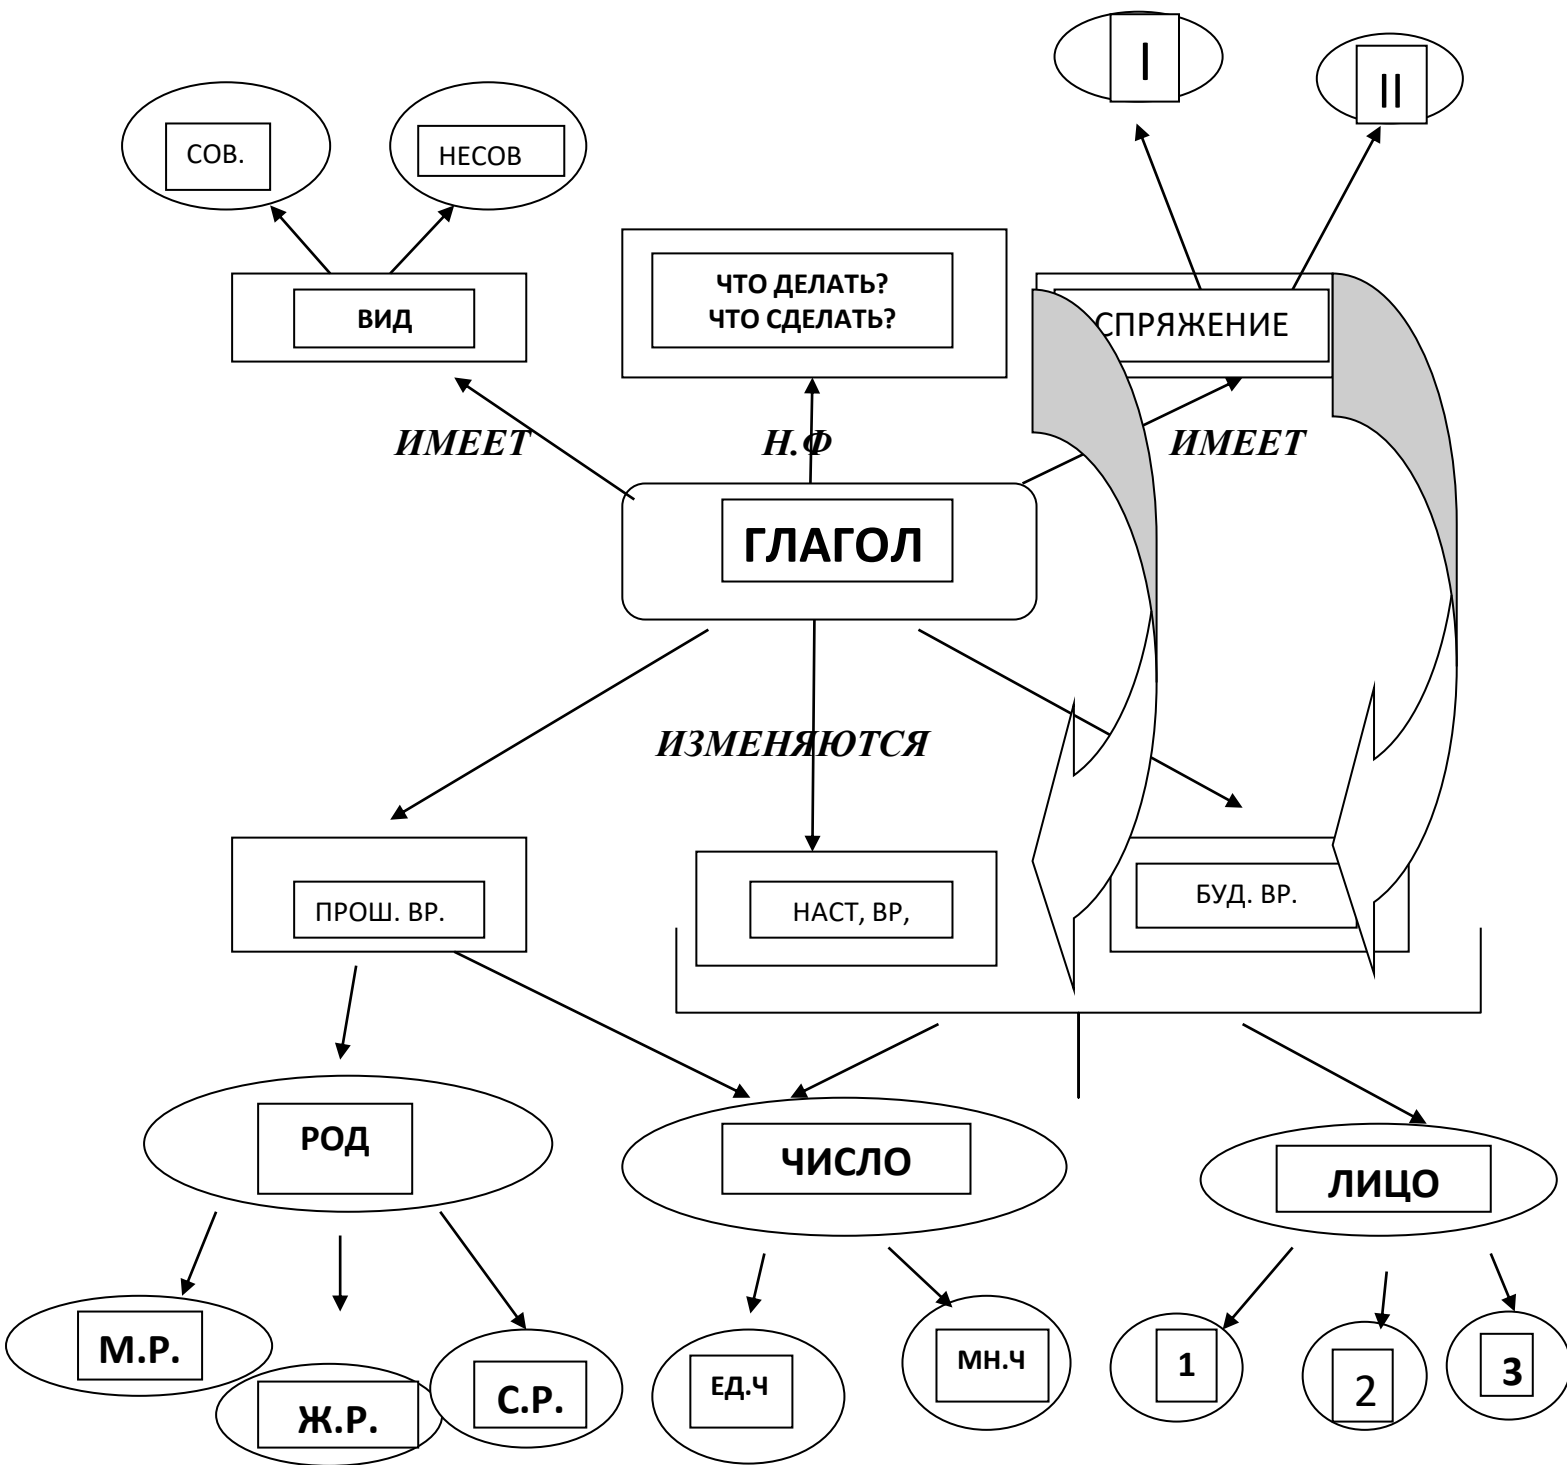 I
II
СОВ.
НЕСОВ
ЧТО ДЕЛАТЬ?
ЧТО СДЕЛАТЬ?
ВИД
СПРЯЖЕНИЕ
ИМЕЕТ
Н.Ф
ИМЕЕТ
ГЛАГОЛ
ИЗМЕНЯЮТСЯ
ПРОШ. ВР.
НАСТ, ВР,
БУД. ВР.
РОД
ЧИСЛО
ЛИЦО
М.Р.
Ж.Р.
С.Р.
ЕД.Ч
МН.Ч
1
2
3